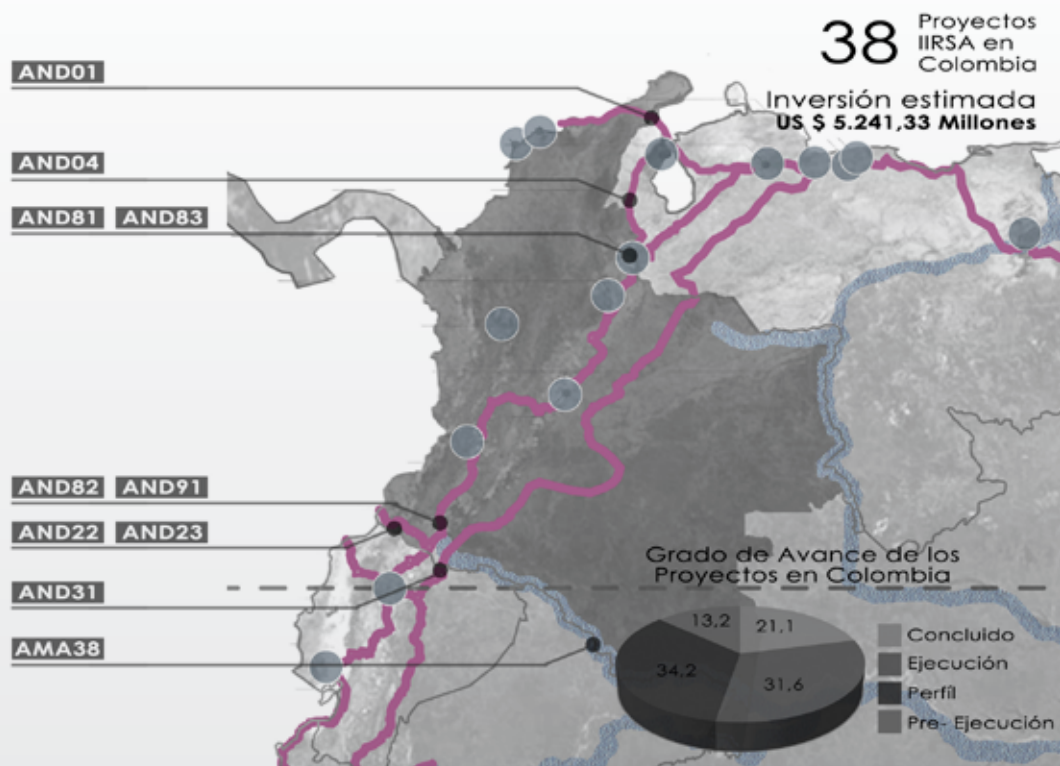 38 Proyectos
IIRSA en
Colombia
Inversión estimada
US $ 5.241,33 Millones
AND01
AND04
AND81 AND83
AND82 AND91
AND22 AND23
AND31
AMA38
Grado de Avance de los
Proyectos en Colombia
13,2
21,1
34,2
31,6
Concluido
Ejecución
Perfíl
Pre- Ejecución